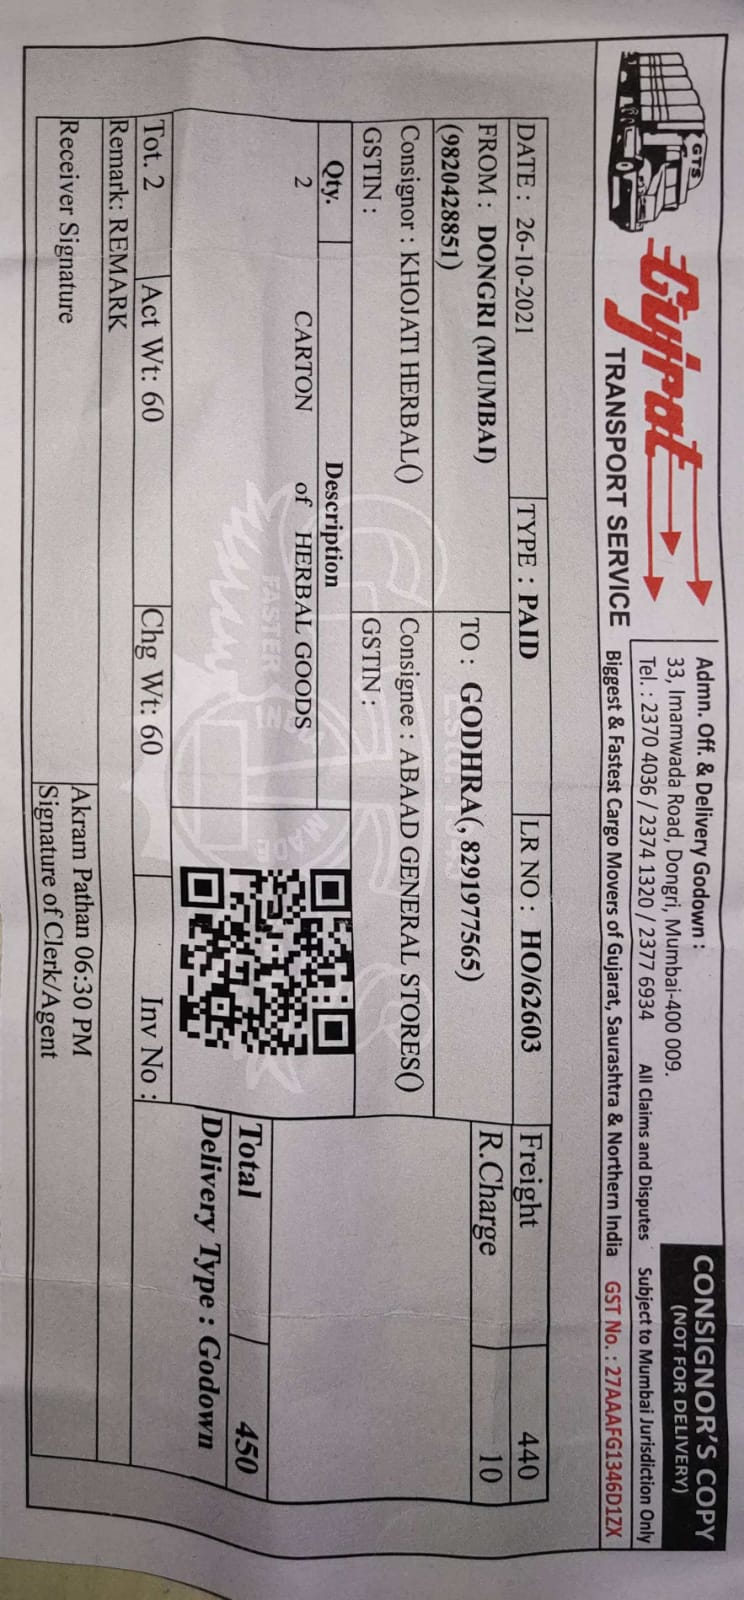 GTS
Gujrat
TRANSPORT SERVICE
Admn. Off. & Delivery Godown :
33, Imamwada Road, Dongri, Mumbai-400 009.
Tel. : 2370 4036 / 2374 1320 / 2377 6934
CONSIGNOR'S COPY
(NOT FOR DELIVERY)
All Claims and Disputes Subject to Mumbai Jurisdiction Only
Biggest & Fastest Cargo Movers of Gujarat, Saurashtra & Northern India GST No. : 27AAAFG1346D1ZX
DATE : 26-10-2021 TYPE : PAID LR NO : HO/62603 Freight 440
FROM : DONGRI (MUMBAI) TO : GODHRA(, 8291977565) R.Charge 10
(9820428851)
Consignor : KHOJATI HERBAL() Consignee : ABAAD GENERAL STORES()
GSTIN : GSTIN :
Qty. Description
2 CARTON of HERBAL GOODS
FASTER
MADE
Total 450
Delivery Type : Godown
Tot. 2 Act Wt: 60 Chg Wt: 60 Inv No :
Remark: REMARK
Receiver Signature Akram Pathan 06:30 PM
Signature of Clerk/Agent